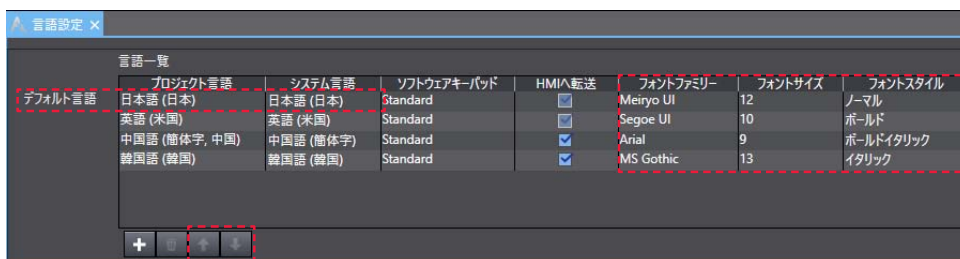 言語設定 ×
言語一覧
プロジェクト言語 システム言語 ソフトウェアキーパッド HMIへ転送 フォントファミリー フォントサイズ フォントスタイル
デフォルト言語 日本語 (日本) 日本語 (日本) Standard Meiryo UI 12 ノーマル
英語 (米国) 英語 (米国) Standard Segoe UI 10 ボールド
中国語 (簡体字, 中国) 中国語 (簡体字) Standard Arial 9 ボールドイタリック
韓国語 (韓国) 韓国語 (韓国) Standard MS Gothic 13 イタリック